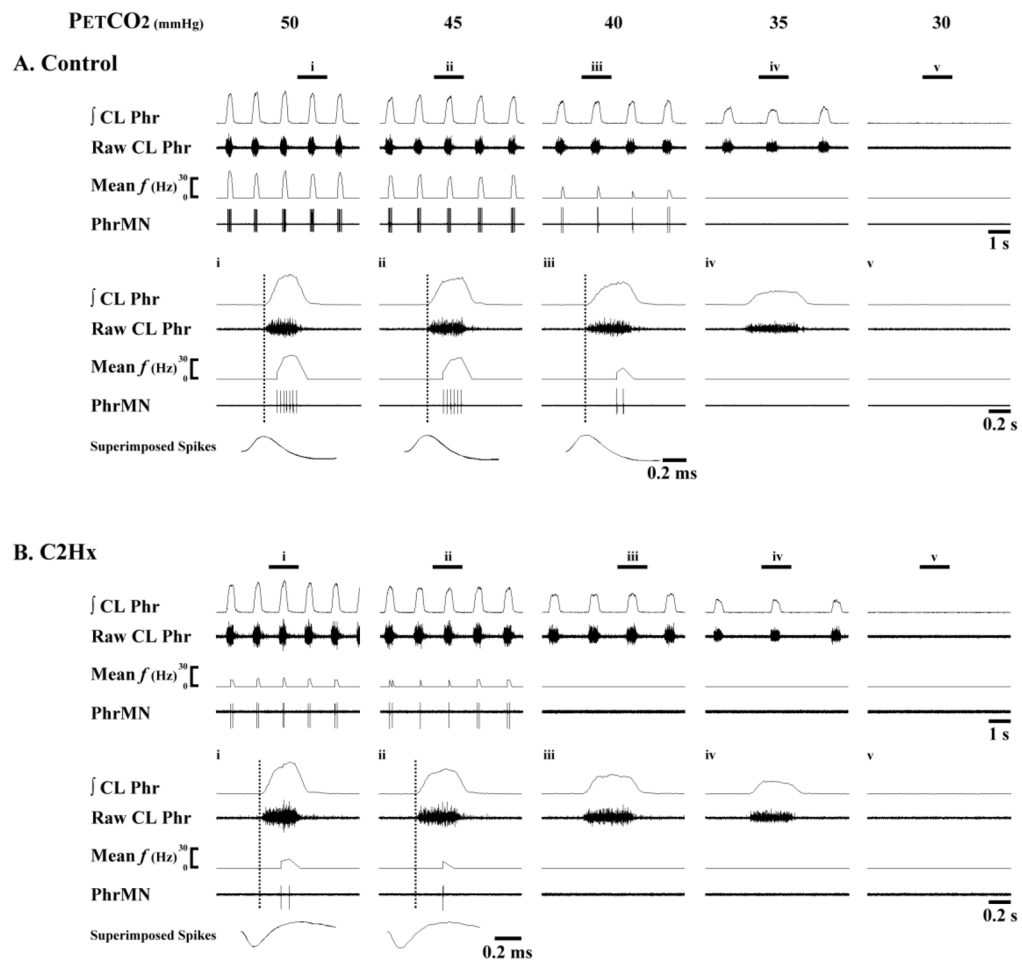 PETCO2 (mmHg) 50 45 40 35 30
A. Control
i ii iii iv v
∫ CL Phr
Raw CL Phr
Mean f (Hz) 30 0
PhrMN
1 s
i ii iii iv v
∫ CL Phr
Raw CL Phr
Mean f (Hz) 30 0
PhrMN
0.2 s
Superimposed Spikes
0.2 ms
B. C2Hx
i ii iii iv v
∫ CL Phr
Raw CL Phr
Mean f (Hz) 30 0
PhrMN
1 s
i ii iii iv v
∫ CL Phr
Raw CL Phr
Mean f (Hz) 30 0
PhrMN
0.2 s
Superimposed Spikes
0.2 ms